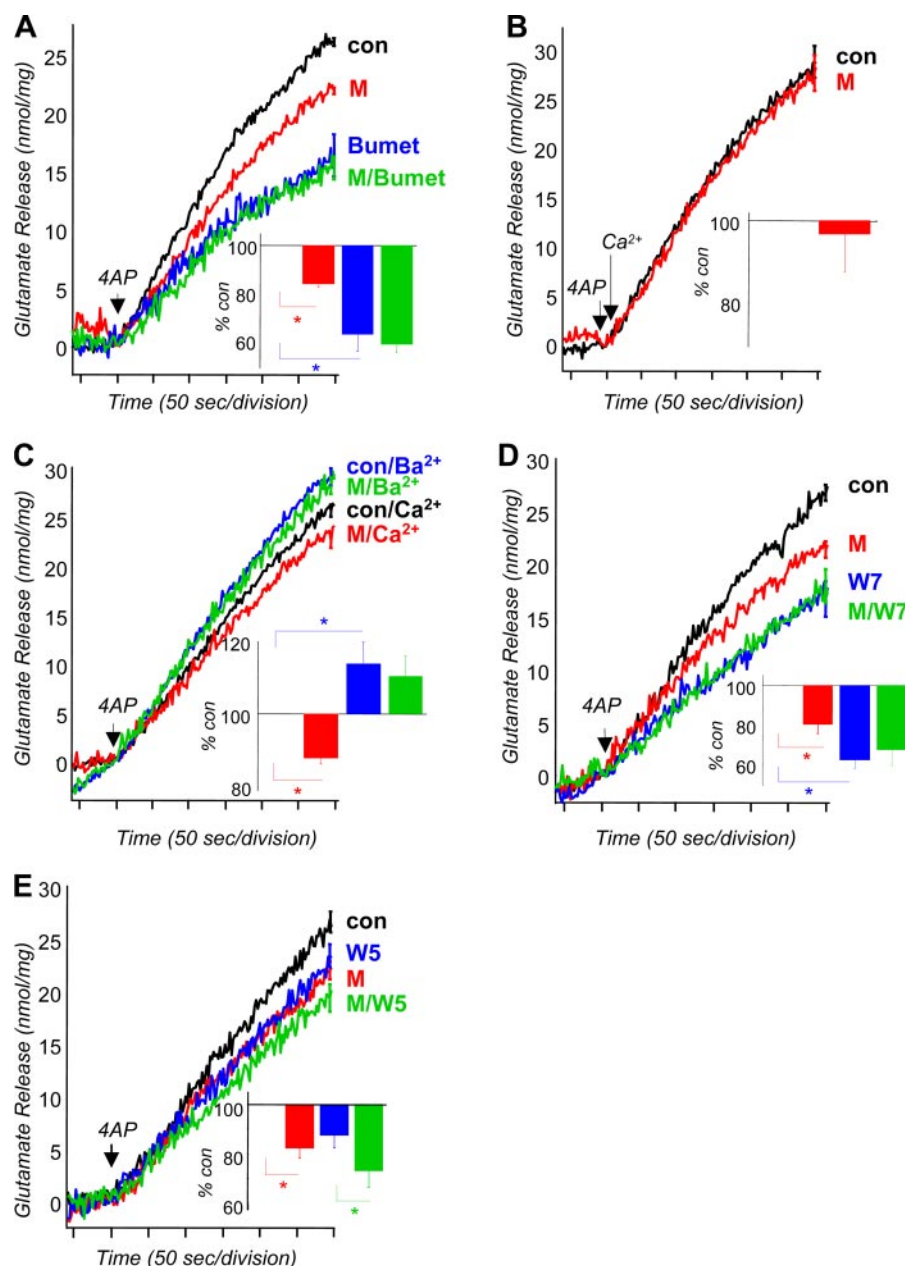 A
Glutamate Release (nmol/mg)
25
20
15
10
5
0
con
M
Bumet
M/Bumet
4AP
% con
100
80
60
*
*
Time (50 sec/division)
B
Glutamate Release (nmol/mg)
30
25
20
15
10
5
0
con
M
Ca²⁺
4AP
% con
100
80
Time (50 sec/division)
C
Glutamate Release (nmol/mg)
30
25
20
15
10
5
0
con/Ba²⁺
M/Ba²⁺
con/Ca²⁺
M/Ca²⁺
4AP
% con
120
100
80
*
*
Time (50 sec/division)
D
Glutamate Release (nmol/mg)
30
25
20
15
10
5
0
con
M
W7
M/W7
4AP
% con
100
80
60
*
*
Time (50 sec/division)
E
Glutamate Release (nmol/mg)
30
25
20
15
10
5
0
con
W5
M
M/W5
4AP
% con
100
80
60
*
*
Time (50 sec/division)